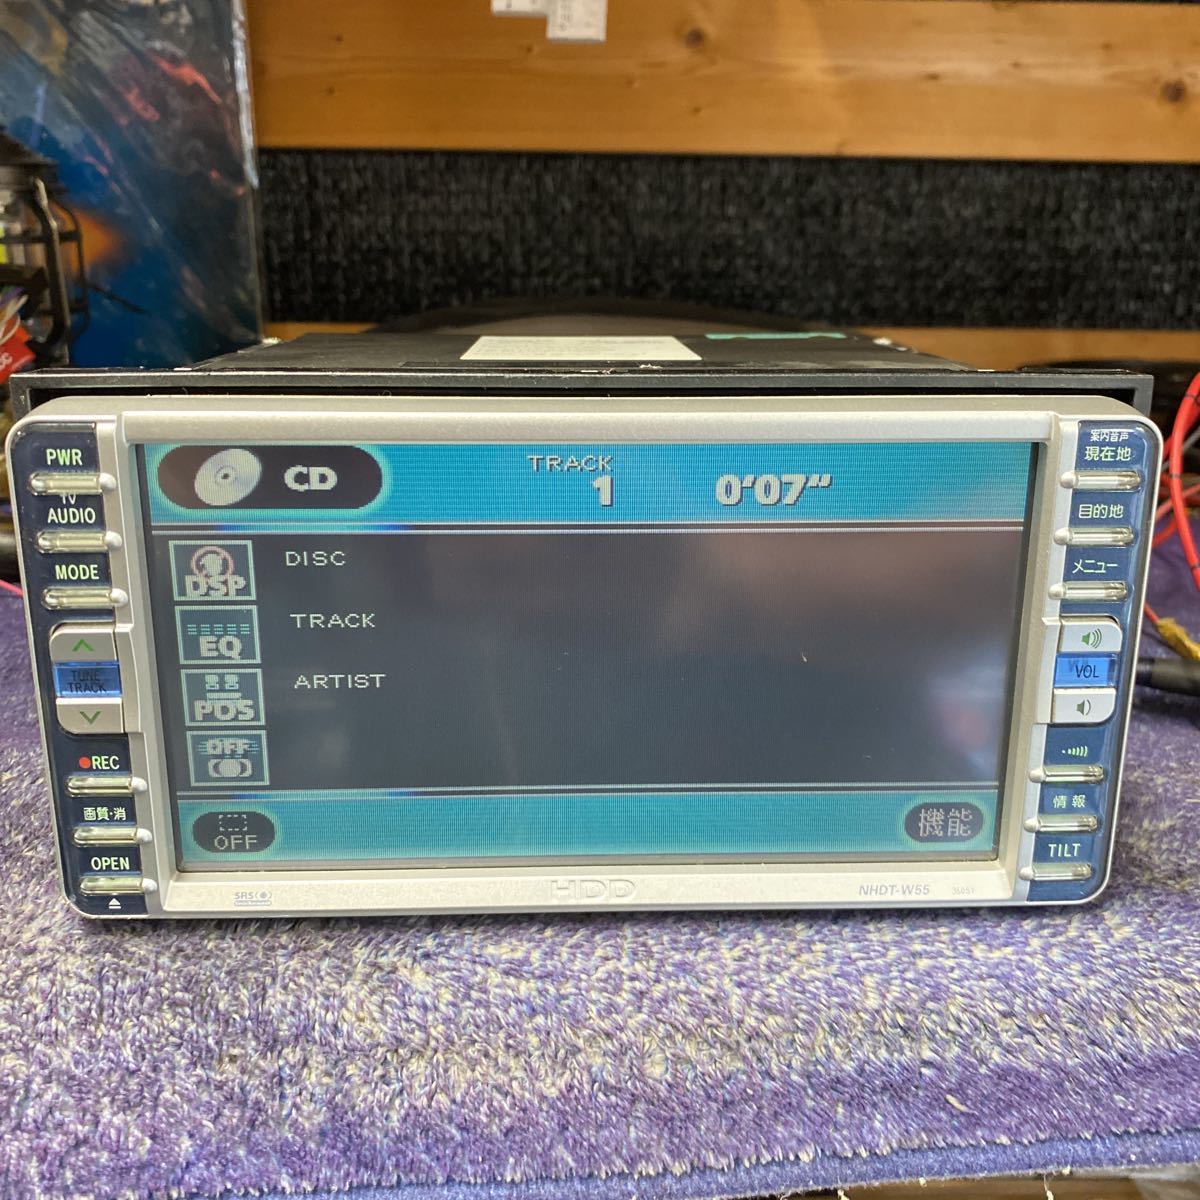 PWR
TV
AUDIO
MODE
TUNE
TRACK
REC
画質・消
OPEN
CD
TRACK
1
0'07"
DSP
DISC
EQ
TRACK
POS
ARTIST
OFF
OFF
機能
SRS
HDD
NHDT-W55
案内音声
現在地
目的地
メニュー
VOL
情報
TILT